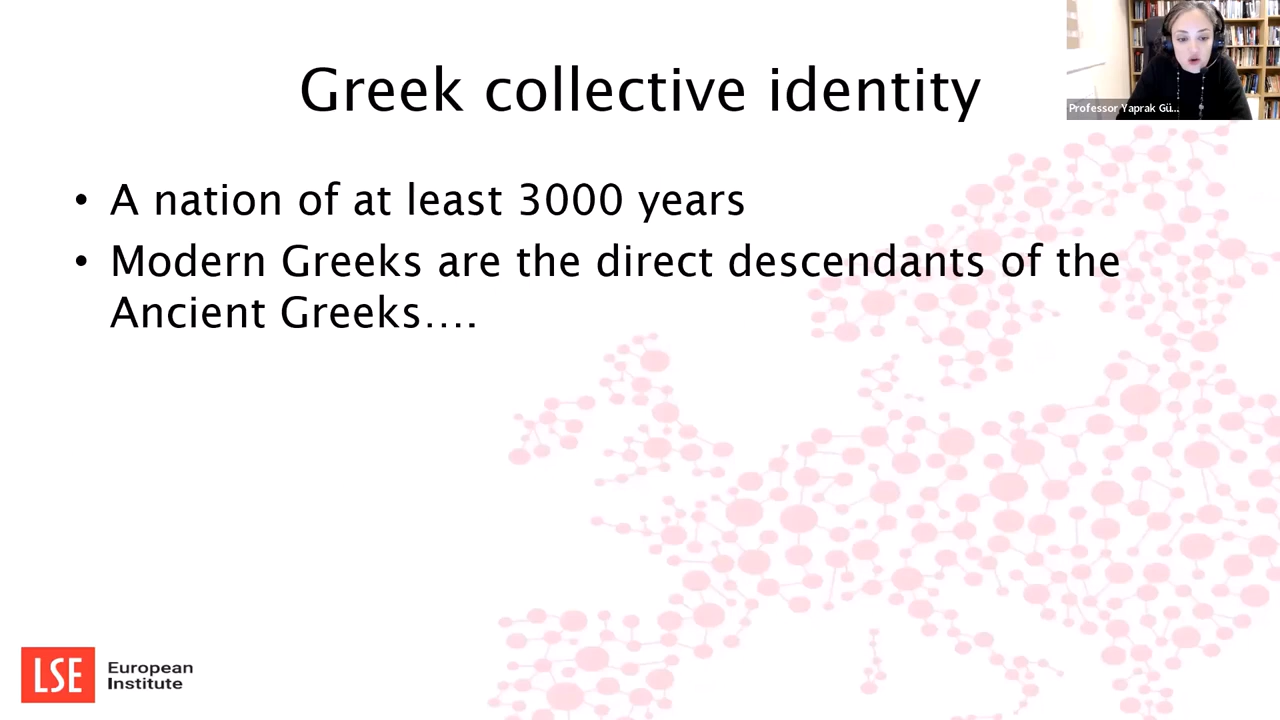 Greek collective identity
Professor Yaprak Gü...
• A nation of at least 3000 years
• Modern Greeks are the direct descendants of the
Ancient Greeks....
LSE
European
Institute